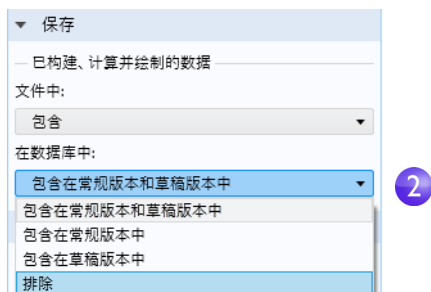 保存
已构建、计算并绘制的数据
文件中:
包含
在数据库中:
包含在常规版本和草稿版本中
2
包含在常规版本和草稿版本中
包含在常规版本中
包含在草稿版本中
排除